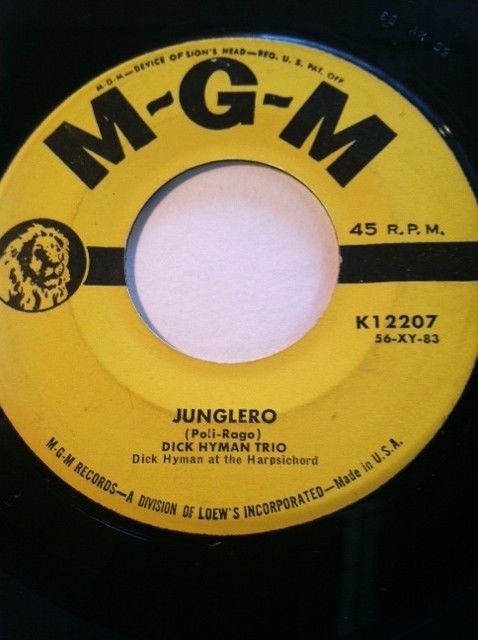 M-G-M—DEVICE OF LION'S HEAD—REG. U. S. PAT. OFF.
M-G-M
45 R.P.M.
K12207
56-XY-83
JUNGLERO
(Poli-Rago)
DICK HYMAN TRIO
Dick Hyman at the Harpsichord
M-G-M RECORDS—A DIVISION OF LOEW'S INCORPORATED—Made in U.S.A.